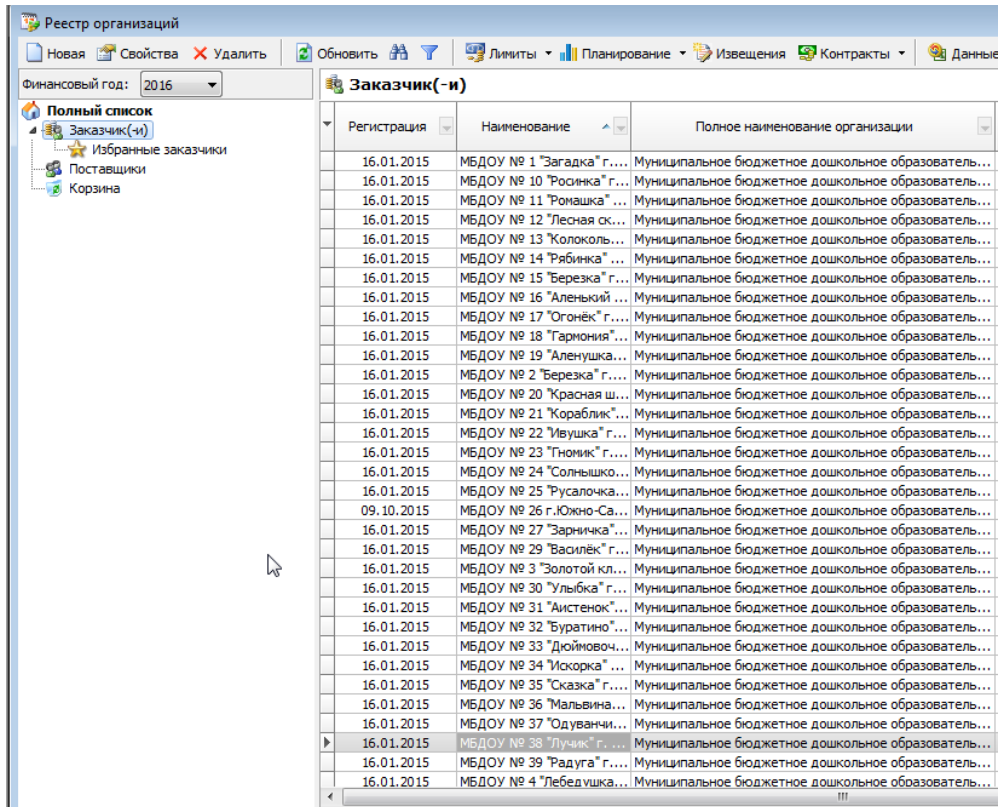 Реестр организаций
Новая Свойства Удалить Обновить Лимиты Планирование Извещения Контракты Данные
Финансовый год: 2016
Заказчик(-и)
Полный список
Заказчик(-и)
Избранные заказчики
Поставщики
Корзина
Регистрация Наименование Полное наименование организации
16.01.2015 МБДОУ № 1 "Загадка" г.... Муниципальное бюджетное дошкольное образователь...
16.01.2015 МБДОУ № 10 "Росинка" г... Муниципальное бюджетное дошкольное образователь...
16.01.2015 МБДОУ № 11 "Ромашка" ... Муниципальное бюджетное дошкольное образователь...
16.01.2015 МБДОУ № 12 "Лесная ск... Муниципальное бюджетное дошкольное образователь...
16.01.2015 МБДОУ № 13 "Колоколь... Муниципальное бюджетное дошкольное образователь...
16.01.2015 МБДОУ № 14 "Рябинка" ... Муниципальное бюджетное дошкольное образователь...
16.01.2015 МБДОУ № 15 "Березка" г... Муниципальное бюджетное дошкольное образователь...
16.01.2015 МБДОУ № 16 "Аленький ... Муниципальное бюджетное дошкольное образователь...
16.01.2015 МБДОУ № 17 "Огонёк" г.... Муниципальное бюджетное дошкольное образователь...
16.01.2015 МБДОУ № 18 "Гармония"... Муниципальное бюджетное дошкольное образователь...
16.01.2015 МБДОУ № 19 "Аленушка... Муниципальное бюджетное дошкольное образователь...
16.01.2015 МБДОУ № 2 "Березка" г.... Муниципальное бюджетное дошкольное образователь...
16.01.2015 МБДОУ № 20 "Красная ш... Муниципальное бюджетное дошкольное образователь...
16.01.2015 МБДОУ № 21 "Кораблик"... Муниципальное бюджетное дошкольное образователь...
16.01.2015 МБДОУ № 22 "Ивушка" г... Муниципальное бюджетное дошкольное образователь...
16.01.2015 МБДОУ № 23 "Гномик" г.... Муниципальное бюджетное дошкольное образователь...
16.01.2015 МБДОУ № 24 "Солнышко... Муниципальное бюджетное дошкольное образователь...
16.01.2015 МБДОУ № 25 "Русалочка... Муниципальное бюджетное дошкольное образователь...
09.10.2015 МБДОУ № 26 г.Южно-Са... Муниципальное бюджетное дошкольное образователь...
16.01.2015 МБДОУ № 27 "Зарничка"... Муниципальное бюджетное дошкольное образователь...
16.01.2015 МБДОУ № 29 "Василёк" г... Муниципальное бюджетное дошкольное образователь...
16.01.2015 МБДОУ № 3 "Золотой кл... Муниципальное бюджетное дошкольное образователь...
16.01.2015 МБДОУ № 30 "Улыбка" г... Муниципальное бюджетное дошкольное образователь...
16.01.2015 МБДОУ № 31 "Аистенок"... Муниципальное бюджетное дошкольное образователь...
16.01.2015 МБДОУ № 32 "Буратино"... Муниципальное бюджетное дошкольное образователь...
16.01.2015 МБДОУ № 33 "Дюймовоч... Муниципальное бюджетное дошкольное образователь...
16.01.2015 МБДОУ № 34 "Искорка" ... Муниципальное бюджетное дошкольное образователь...
16.01.2015 МБДОУ № 35 "Сказка" г.... Муниципальное бюджетное дошкольное образователь...
16.01.2015 МБДОУ № 36 "Мальвина... Муниципальное бюджетное дошкольное образователь...
16.01.2015 МБДОУ № 37 "Одуванчи... Муниципальное бюджетное дошкольное образователь...
16.01.2015 МБДОУ № 38 "Лучик" г. ... Муниципальное бюджетное дошкольное образователь...
16.01.2015 МБДОУ № 39 "Радуга" г.... Муниципальное бюджетное дошкольное образователь...
16.01.2015 МБДОУ № 4 "Лебедушка... Муниципальное бюджетное дошкольное образователь...